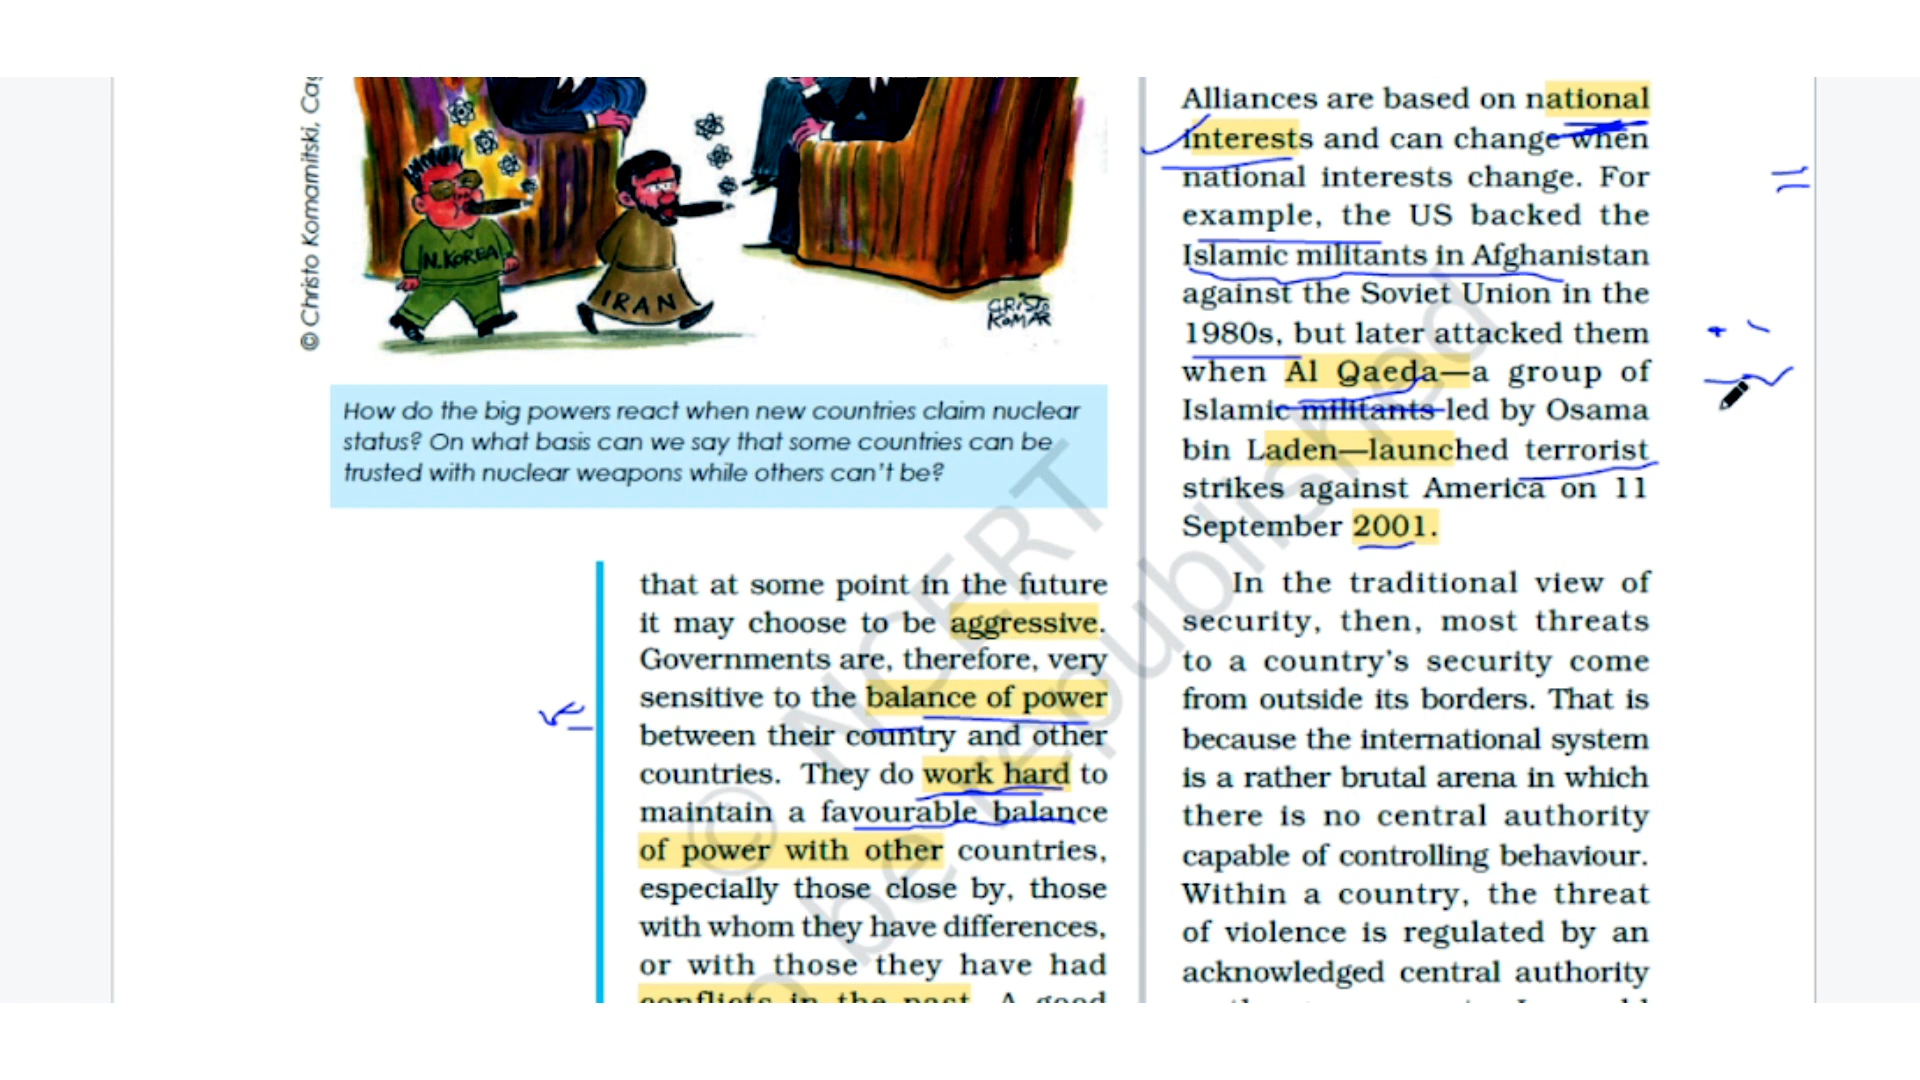 © Christo Komarnitski, Cag
N.KOREA
IRAN
CHRISTO
KOMAR
How do the big powers react when new countries claim nuclear
status? On what basis can we say that some countries can be
trusted with nuclear weapons while others can't be?
that at some point in the future
it may choose to be aggressive.
Governments are, therefore, very
sensitive to the balance of power
between their country and other
countries. They do work hard to
maintain a favourable balance
of power with other countries,
especially those close by, those
with whom they have differences,
or with those they have had
conflicts in the past. A good
Alliances are based on national
interests and can change when
national interests change. For
example, the US backed the
Islamic militants in Afghanistan
against the Soviet Union in the
1980s, but later attacked them
when Al Qaeda—a group of
Islamic militants led by Osama
bin Laden—launched terrorist
strikes against America on 11
September 2001.
In the traditional view of
security, then, most threats
to a country's security come
from outside its borders. That is
because the international system
is a rather brutal arena in which
there is no central authority
capable of controlling behaviour.
Within a country, the threat
of violence is regulated by an
acknowledged central authority
© NCERT
o be republished